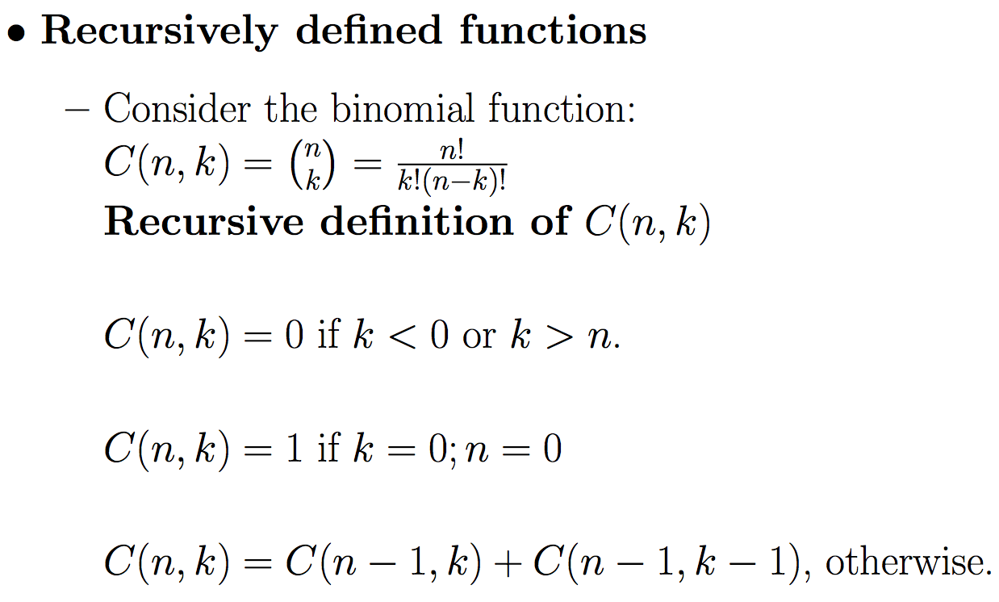 • Recursively defined functions
– Consider the binomial function:
$C(n, k) = \binom{n}{k} = \frac{n!}{k!(n-k)!}$
Recursive definition of $C(n, k)$
$C(n, k) = 0$ if $k < 0$ or $k > n$.
$C(n, k) = 1$ if $k = 0; n = 0$
$C(n, k) = C(n - 1, k) + C(n - 1, k - 1)$, otherwise.